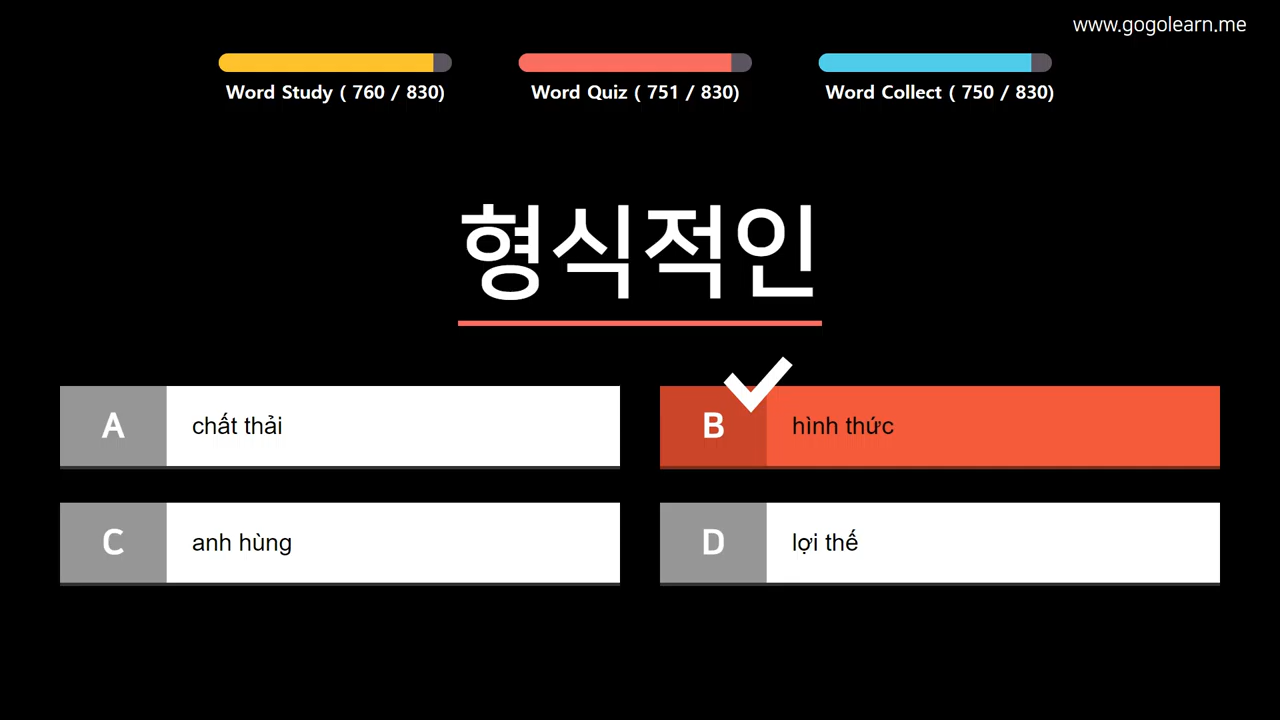 www.gogolearn.me
Word Study ( 760 / 830)
Word Quiz ( 751 / 830)
Word Collect ( 750 / 830)
형식적인
A chất thải
B hình thức
C anh hùng
D lợi thế